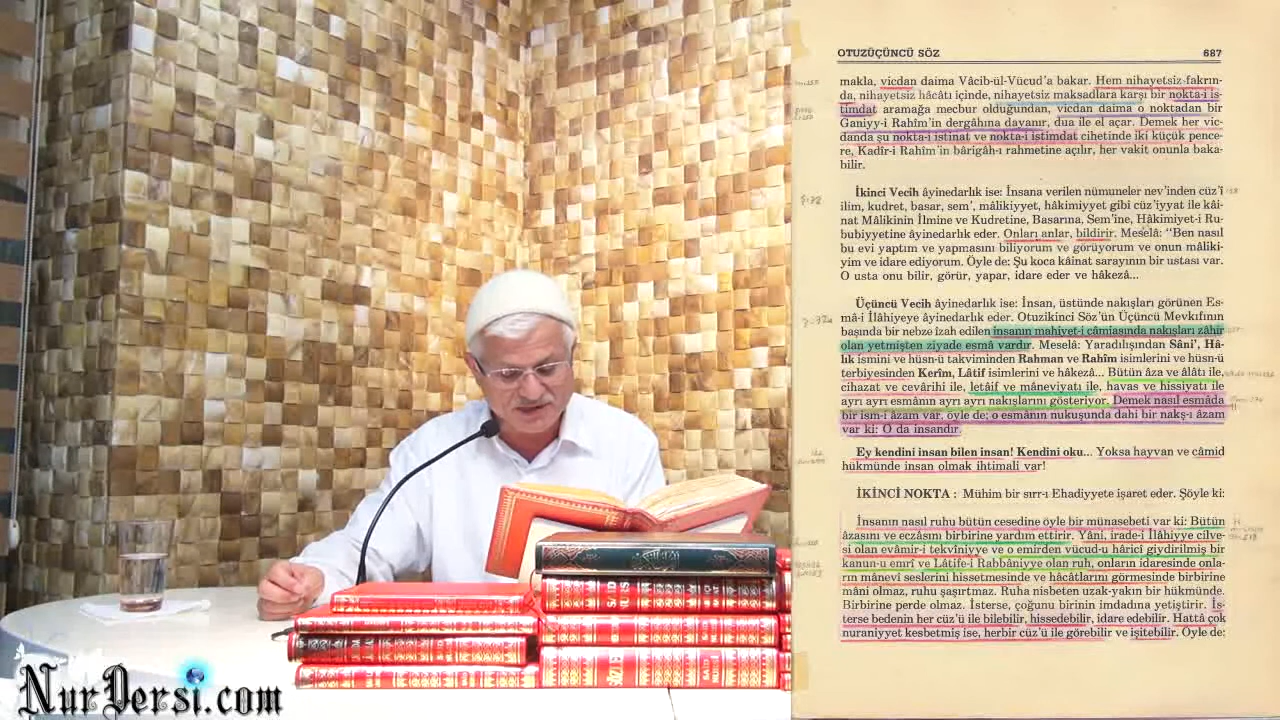 OTUZÜÇÜNCÜ SÖZ 687
makla, vicdan daima Vâcib-ül-Vücud'a bakar. Hem nihayetsiz fakrın-
da, nihayetsiz hâcâtı içinde, nihayetsiz maksadlara karşı bir nokta-i is-
timdat aramağa mecbur olduğundan, vicdan daima o noktadan bir
Ganiyy-i Rahîm'in dergâhına dayanır, dua ile el açar. Demek her vic-
danda şu nokta-i istinat ve nokta-i istimdat cihetinde iki küçük pence-
re, Kadîr-i Rahîm'in bârigâh-ı rahmetine açılır, her vakit onunla baka-
bilir.
İkinci Vecih âyinedarlık ise: İnsana verilen nümuneler nev'inden cüz'î
ilim, kudret, basar, sem', mâlikiyyet, hâkimiyyet gibi cüz'iyyat ile kâi-
nat Mâlikinin İlmine ve Kudretine, Basarına, Sem'ine, Hâkimiyet-i Ru-
bubiyyetine âyinedarlık eder. Onları anlar, bildirir. Meselâ: "Ben nasıl
bu evi yaptım ve yapmasını biliyorum ve görüyorum ve onun mâliki-
yim ve idare ediyorum. Öyle de: Şu koca kâinat sarayının bir ustası var.
O usta onu bilir, görür, yapar, idare eder ve hâkezâ...
Üçüncü Vecih âyinedarlık ise: İnsan, üstünde nakışları görünen Es-
mâ-i İlâhiyeye âyinedarlık eder. Otuzikinci Söz'ün Üçüncü Mevkıfının
başında bir nebze îzah edilen insanın mahiyet-i câmiasında nakışları zâhir
olan yetmişten ziyade esmâ vardır. Meselâ: Yaradılışından Sâni', Hâ-
lık ismini ve hüsn-ü takviminden Rahman ve Rahîm isimlerini ve hüsn-ü
terbiyesinden Kerîm, Lâtif isimlerini ve hâkezâ... Bütün âza ve âlâtı ile,
cihazat ve cevârihi ile, letâif ve mâneviyatı ile, havas ve hissiyatı ile
ayrı ayrı esmânın ayrı ayrı nakışlarını gösteriyor. Demek nasıl esmâda
bir ism-i âzam var, öyle de; o esmânın nukuşunda dahi bir nakş-ı âzam
var ki: O da insandır.
Ey kendini insan bilen insan! Kendini oku... Yoksa hayvan ve câmid
hükmünde insan olmak ihtimali var!
İKİNCİ NOKTA : Mühim bir sırr-ı Ehadiyyete işaret eder. Şöyle ki:
İnsanın nasıl ruhu bütün cesedine öyle bir münasebeti var ki: Bütün
âzasını ve eczâsını birbirine yardım ettirir. Yâni, irade-i İlâhiyye cilve-
si olan evâmir-i tekvîniyye ve o emirden vücud-u hâricî giydirilmiş bir
kanun-u emrî ve Lâtife-i Rabbâniyye olan ruh, onların idaresinde onla-
rın mânevî seslerini hissetmesinde ve hâcâtlarını görmesinde birbirine
mâni olmaz, ruhu şaşırtmaz. Ruha nisbeten uzak-yakın bir hükmünde.
Birbirine perde olmaz. İsterse, çoğunu birinin imdadına yetiştirir. İs-
terse bedenin her cüz'ü ile bilebilir, hissedebilir, idare edebilir. Hattâ çok
nuraniyyet kesbetmiş ise, herbir cüz'ü ile görebilir ve işitebilir. Öyle de:
NurDersi.com